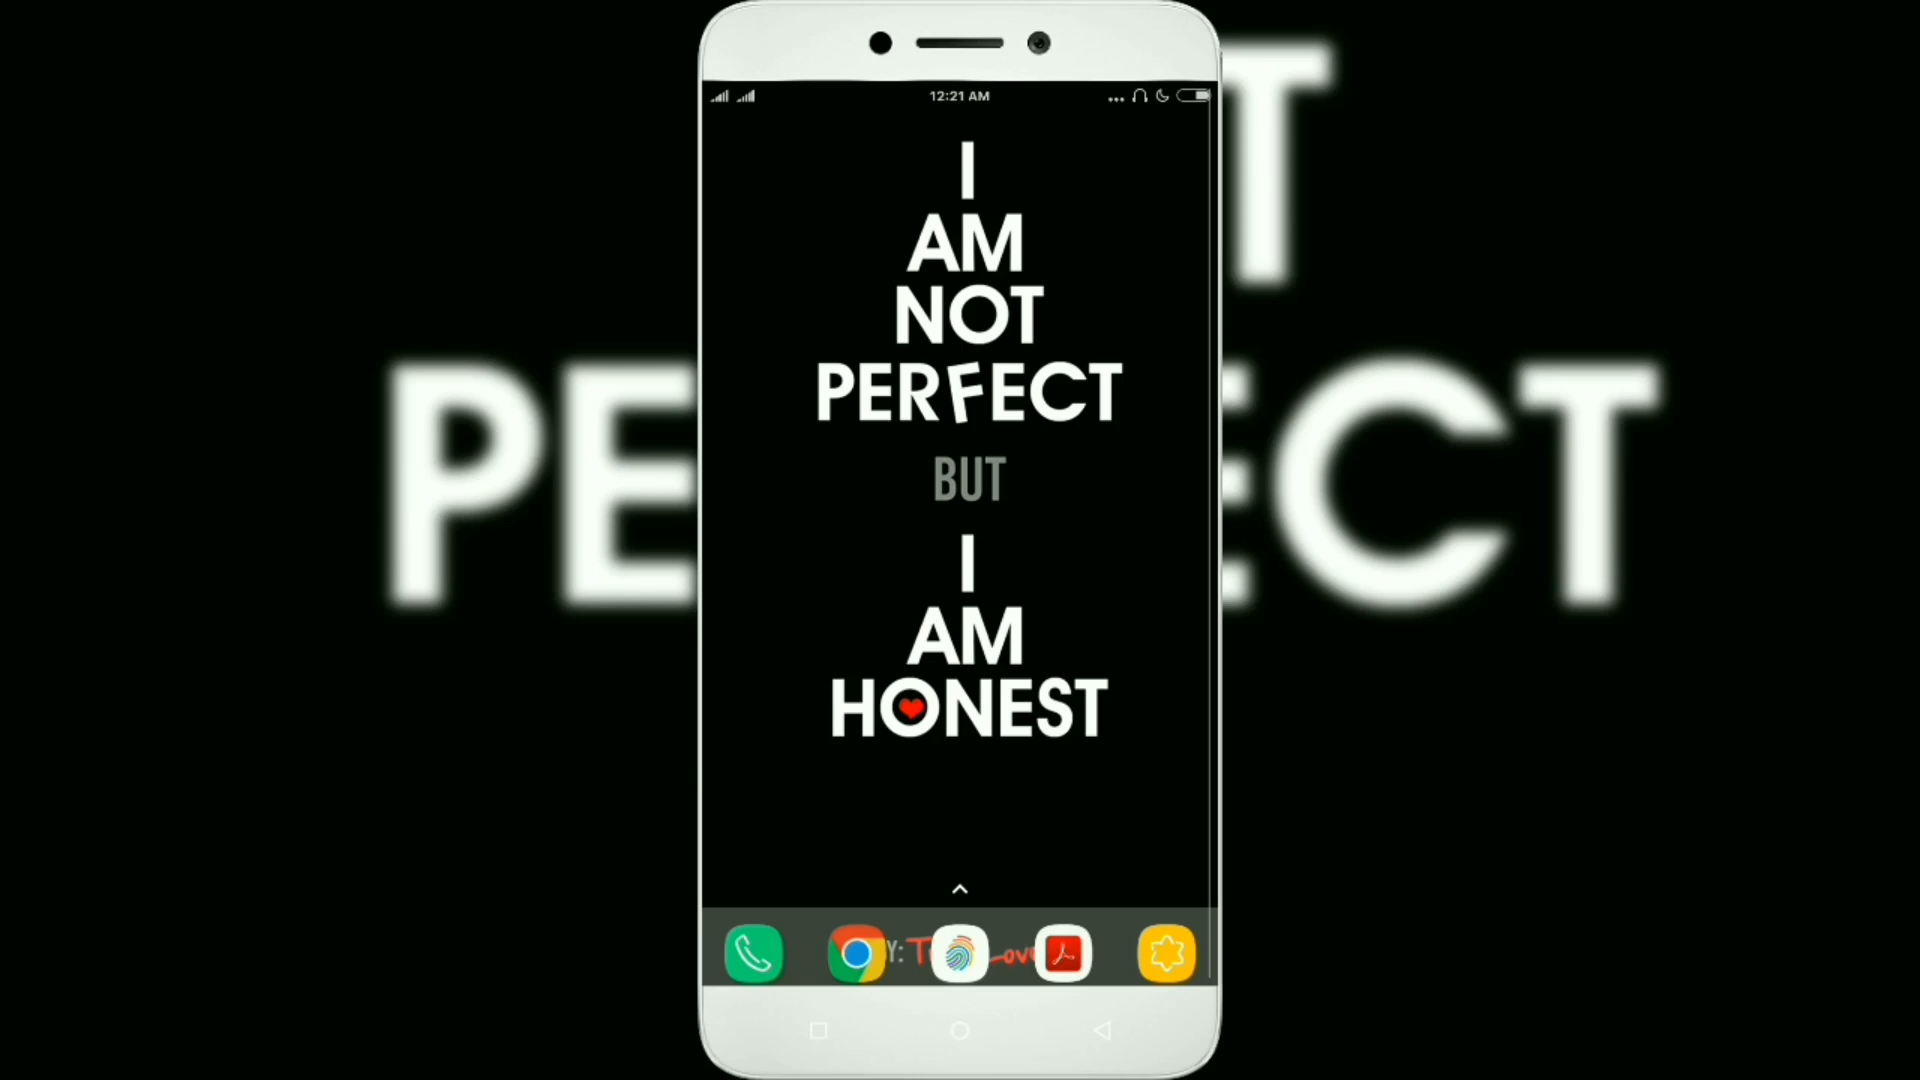 12:21 AM
I
AM
NOT
PERFECT
BUT
I
AM
HONEST